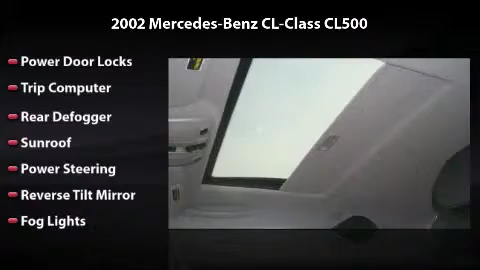 2002 Mercedes-Benz CL-Class CL500
Power Door Locks
Trip Computer
Rear Defogger
Sunroof
Power Steering
Reverse Tilt Mirror
Fog Lights